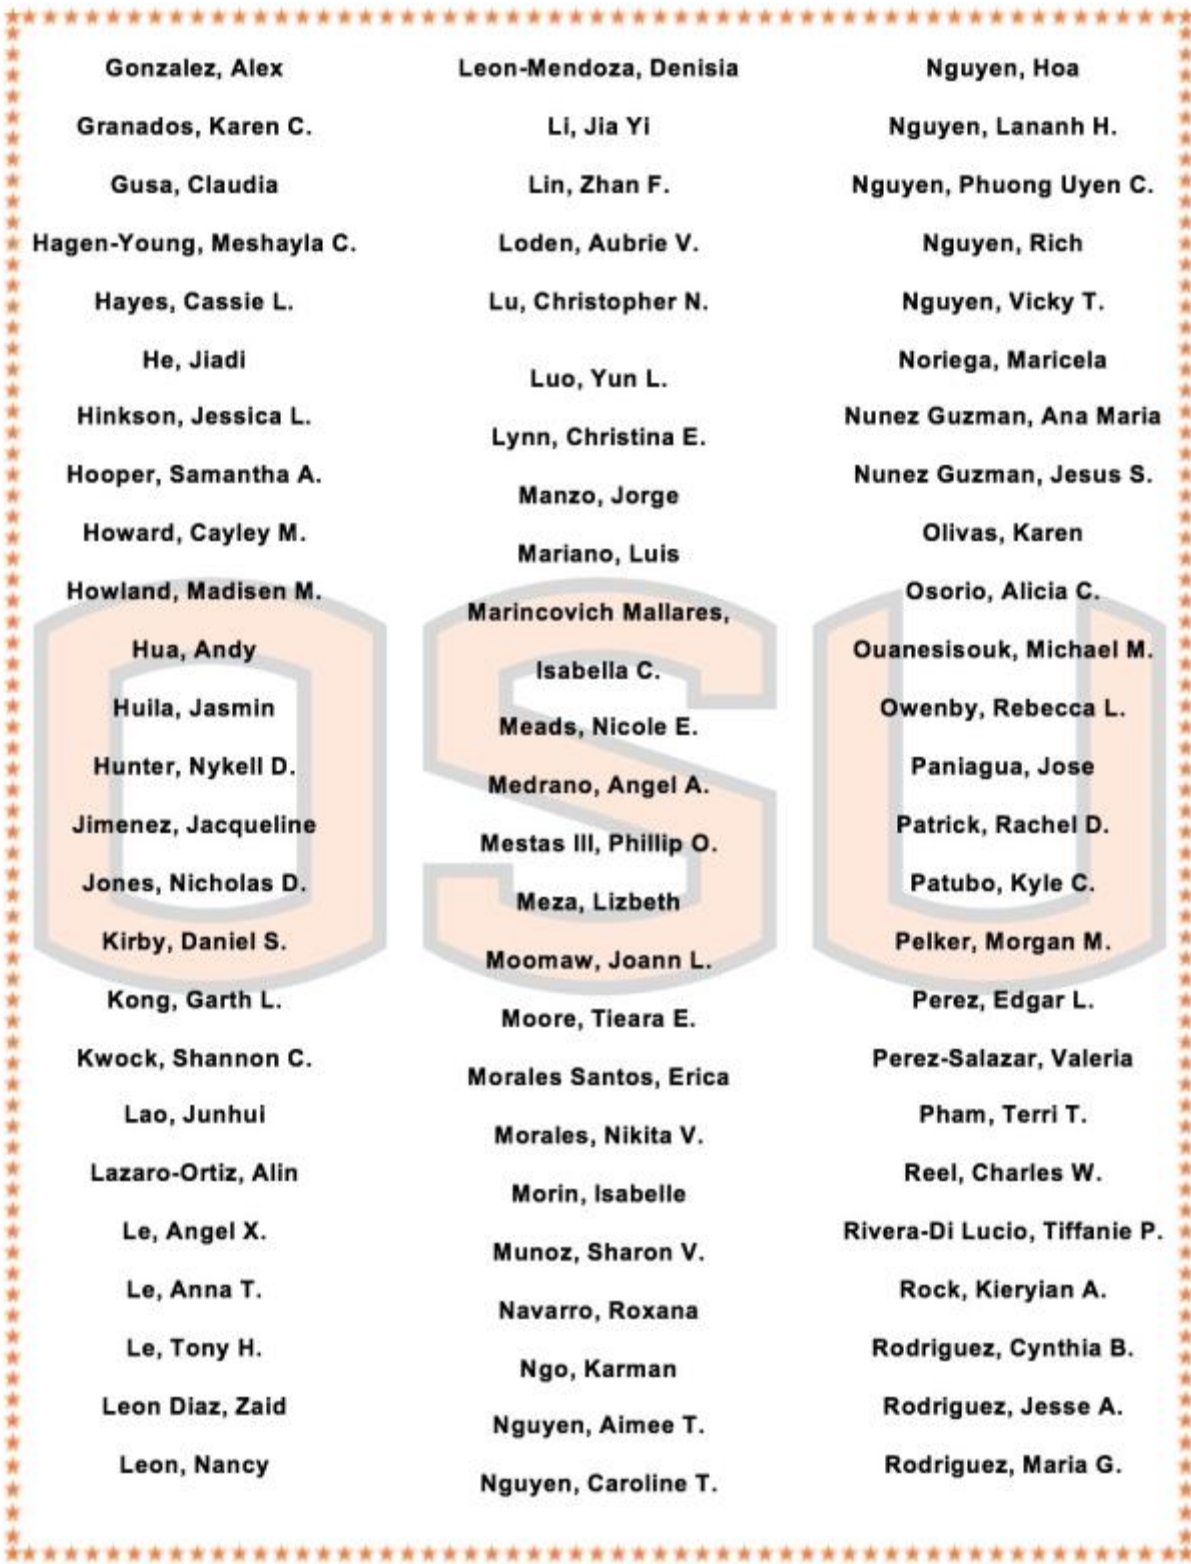 Gonzalez, Alex
Granados, Karen C.
Gusa, Claudia
Hagen-Young, Meshayla C.
Hayes, Cassie L.
He, Jiadi
Hinkson, Jessica L.
Hooper, Samantha A.
Howard, Cayley M.
Howland, Madisen M.
Hua, Andy
Huila, Jasmin
Hunter, Nykell D.
Jimenez, Jacqueline
Jones, Nicholas D.
Kirby, Daniel S.
Kong, Garth L.
Kwock, Shannon C.
Lao, Junhui
Lazaro-Ortiz, Alin
Le, Angel X.
Le, Anna T.
Le, Tony H.
Leon Diaz, Zaid
Leon, Nancy
Leon-Mendoza, Denisia
Li, Jia Yi
Lin, Zhan F.
Loden, Aubrie V.
Lu, Christopher N.
Luo, Yun L.
Lynn, Christina E.
Manzo, Jorge
Mariano, Luis
Marincovich Mallares,
Isabella C.
Meads, Nicole E.
Medrano, Angel A.
Mestas III, Phillip O.
Meza, Lizbeth
Moomaw, Joann L.
Moore, Tieara E.
Morales Santos, Erica
Morales, Nikita V.
Morin, Isabelle
Munoz, Sharon V.
Navarro, Roxana
Ngo, Karman
Nguyen, Aimee T.
Nguyen, Caroline T.
Nguyen, Hoa
Nguyen, Lananh H.
Nguyen, Phuong Uyen C.
Nguyen, Rich
Nguyen, Vicky T.
Noriega, Maricela
Nunez Guzman, Ana Maria
Nunez Guzman, Jesus S.
Olivas, Karen
Osorio, Alicia C.
Ouanesisouk, Michael M.
Owenby, Rebecca L.
Paniagua, Jose
Patrick, Rachel D.
Patubo, Kyle C.
Pelker, Morgan M.
Perez, Edgar L.
Perez-Salazar, Valeria
Pham, Terri T.
Reel, Charles W.
Rivera-Di Lucio, Tiffanie P.
Rock, Kieryian A.
Rodriguez, Cynthia B.
Rodriguez, Jesse A.
Rodriguez, Maria G.
OSU